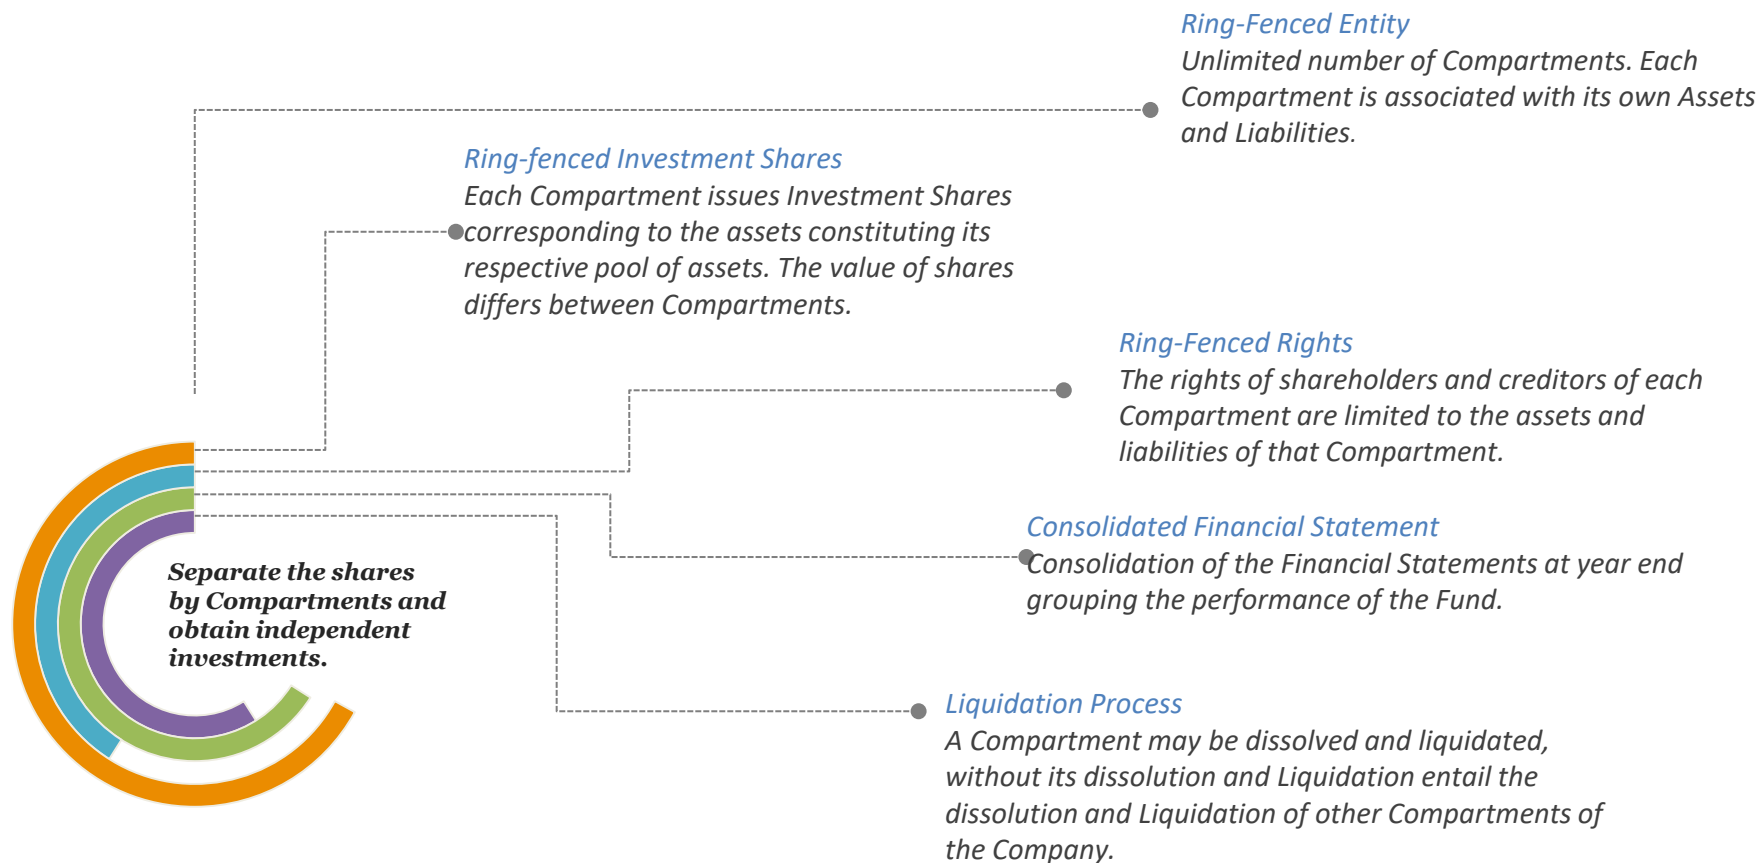 Ring-Fenced Entity
Unlimited number of Compartments. Each
Compartment is associated with its own Assets
and Liabilities.
Ring-fenced Investment Shares
Each Compartment issues Investment Shares
corresponding to the assets constituting its
respective pool of assets. The value of shares
differs between Compartments.
Ring-Fenced Rights
The rights of shareholders and creditors of each
Compartment are limited to the assets and
liabilities of that Compartment.
Consolidated Financial Statement
Consolidation of the Financial Statements at year end
grouping the performance of the Fund.
Separate the shares
by Compartments and
obtain independent
investments.
Liquidation Process
A Compartment may be dissolved and liquidated,
without its dissolution and Liquidation entail the
dissolution and Liquidation of other Compartments of
the Company.